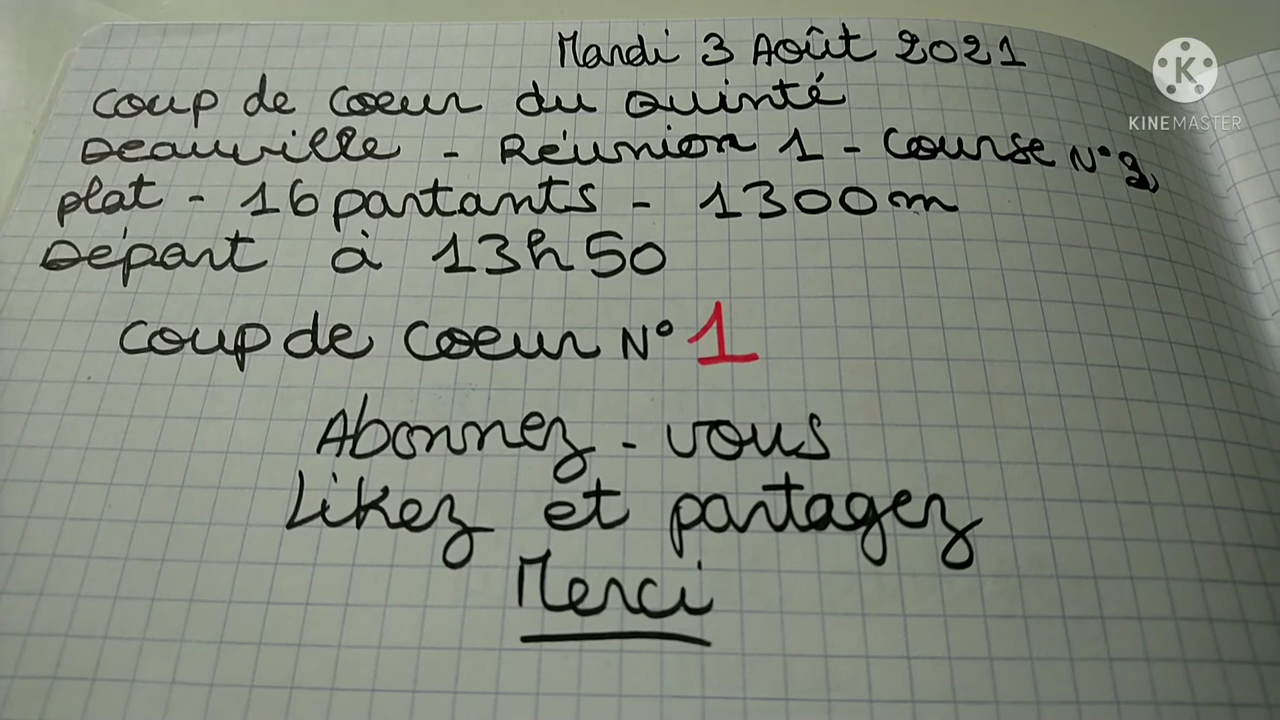 Mardi 3 Août 2021
KINEMASTER
Coup de Coeur du Quinté
Deauville - Réunion 1 - Course N°2
plat - 16 partants - 1300m
Départ à 13h50
Coup de Coeur N° 1
Abonnez-vous
Likez et partagez
Merci